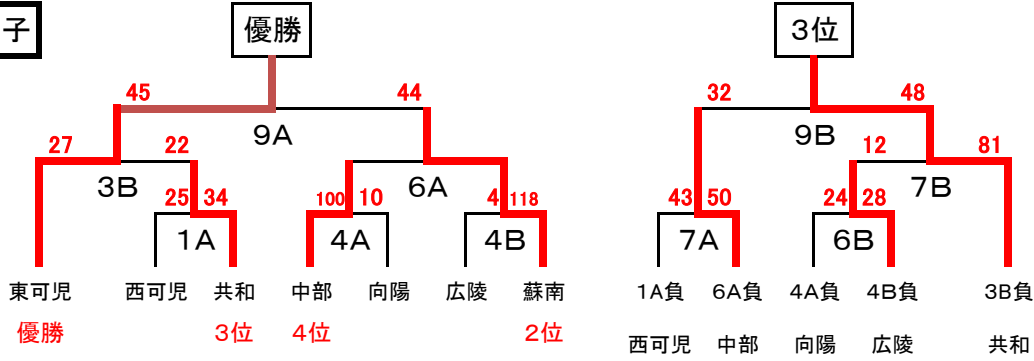 子 優勝 3位
45 44 32 48
9A 9B
27 22 12 81
3B 6A 7B
25 34 100 10 4 118 43 50 24 28
1A 4A 4B 7A 6B
東可児 西可児 共和 中部 向陽 広陵 蘇南 1A負 6A負 4A負 4B負 3B負
優勝 3位 4位 2位
西可児 中部 向陽 広陵 共和